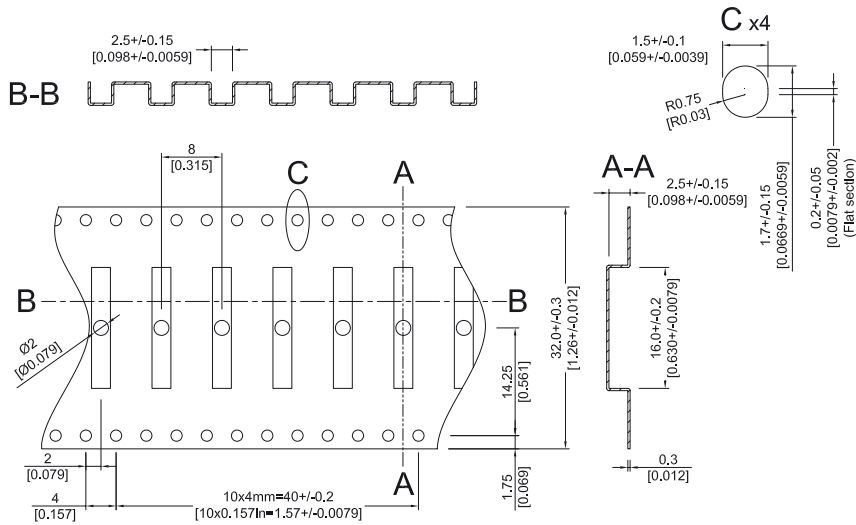 2.5+/-0.15
[0.098+/-0.0059]
B-B
C x4
1.5+/-0.1
[0.059+/-0.0039]
R0.75
[R0.03]
1.7+/-0.15
[0.0669+/-0.0059]
0.2+/-0.05
[0.0079+/-0.002]
(Flat section)
8
[0.315]
C
A
A-A
2.5+/-0.15
[0.098+/-0.0059]
B
B
Ø2
[Ø0.079]
14.25
[0.561]
32.0+/-0.3
[1.26+/-0.012]
16.0+/-0.2
[0.630+/-0.0079]
2
[0.079]
4
[0.157]
10x4mm=40+/-0.2
[10x0.157In=1.57+/-0.0079]
A
1.75
[0.069]
0.3
[0.012]